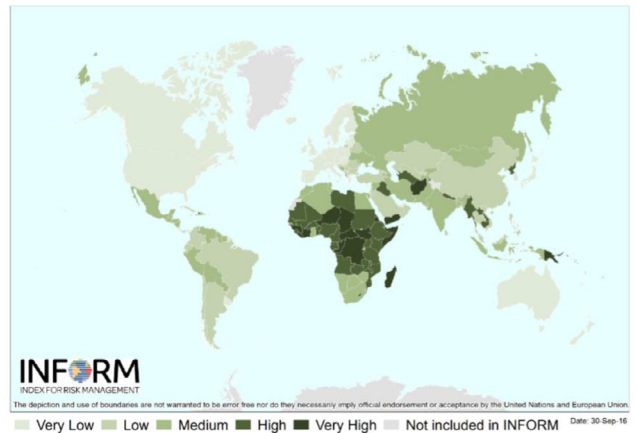 INFORM
INDEX FOR RISK MANAGEMENT
The depiction and use of boundaries are not warranted to be error free nor do they necessarily imply official endorsement or acceptance by the United Nations and European Union.
Very Low Low Medium High Very High Not included in INFORM Date: 30-Sep-16